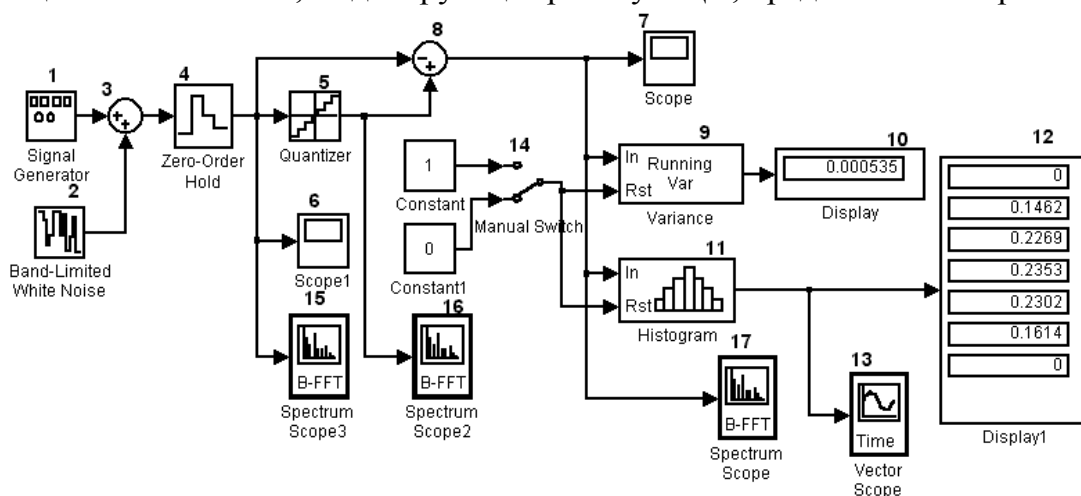 7
8
1
3
4
5
Scope
Signal
Generator
Zero-Order
Hold
Quantizer
14
9
10
12
1
Constant
In
Rst
Running
Var
Variance
0.000535
Display
0
0.1462
0.2269
0.2353
0.2302
0.1614
0
Display1
2
Band-Limited
White Noise
6
Scope1
Manual Switch
0
Constant1
11
In
Rst
Histogram
15
B-FFT
Spectrum
Scope3
16
B-FFT
Spectrum
Scope2
17
B-FFT
Spectrum
Scope
13
Time
Vector
Scope